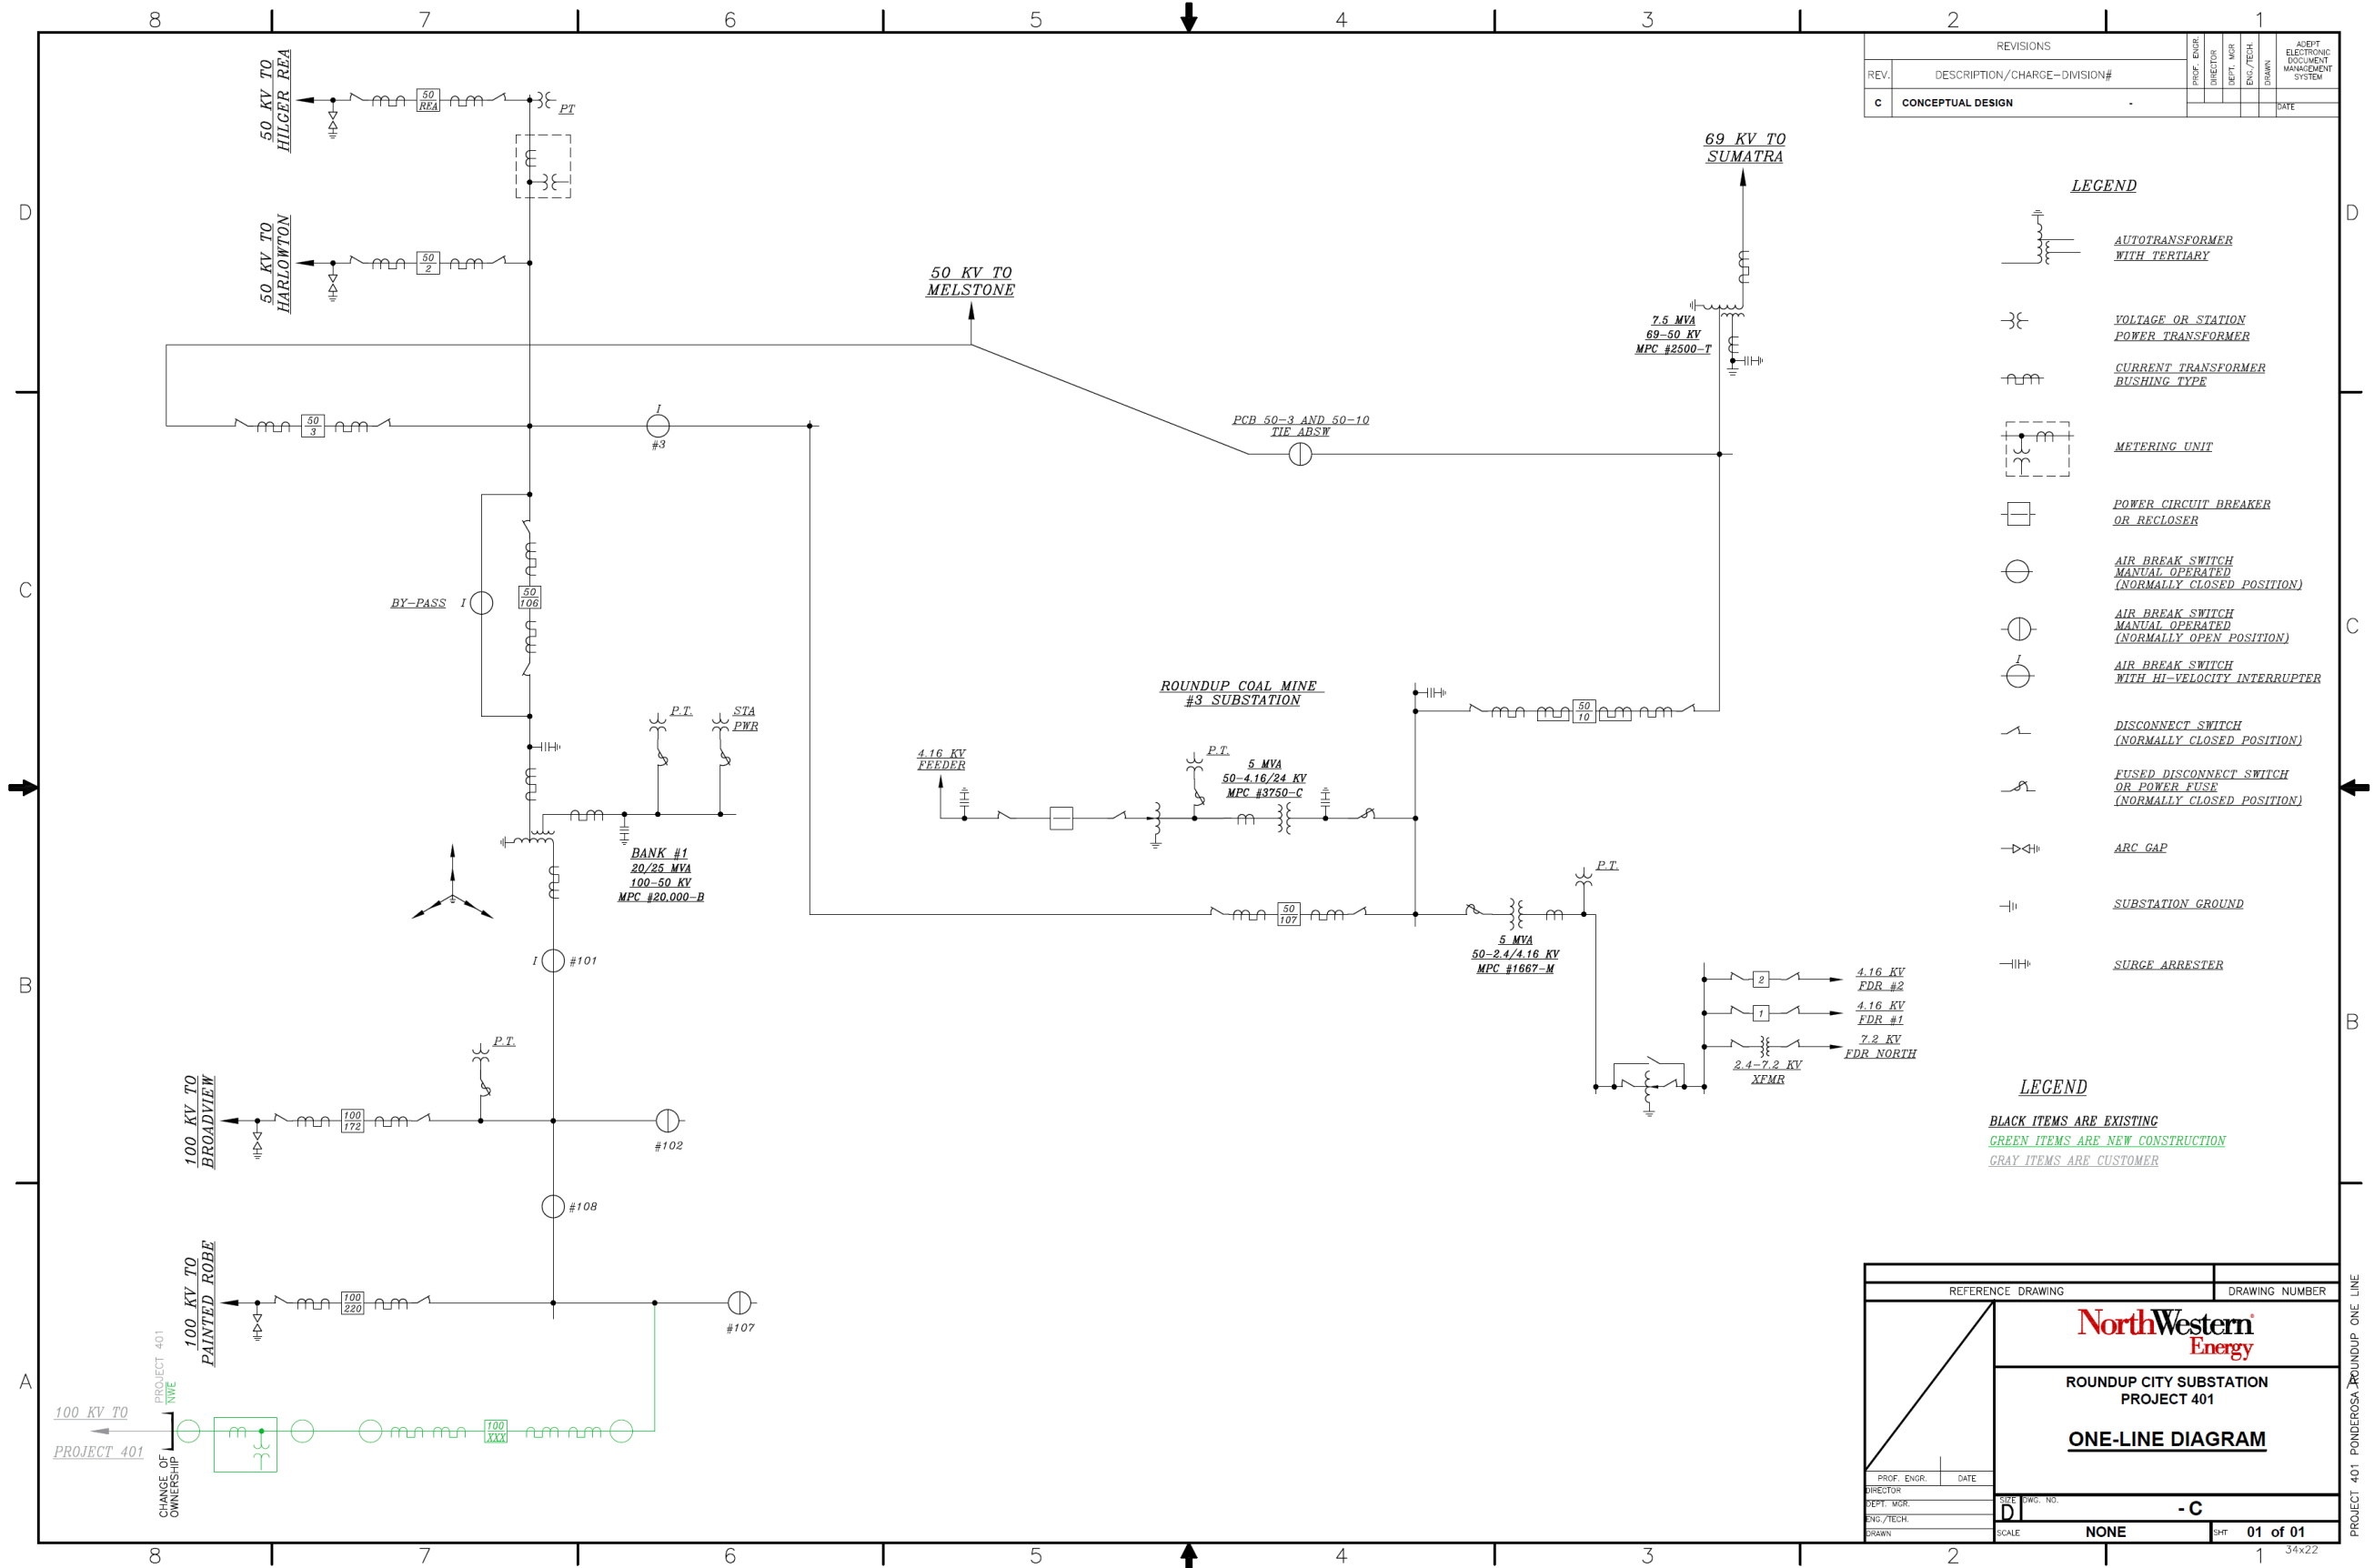 8
7
6
5
4
3
2
1
REVISIONS
REV.
DESCRIPTION/CHARGE-DIVISION#
PROF. ENGR.
DIRECTOR
DEPT. MGR
ENG./TECH.
DRAWN
ADEPT
ELECTRONIC
DOCUMENT
MANAGEMENT
SYSTEM
C
CONCEPTUAL DESIGN
-
DATE
D
D
C
C
B
B
A
A
50 KV TO
HILGER REA
50
REA
PT
50 KV TO
HARLOWTON
50
2
50 KV TO
MELSTONE
69 KV TO
SUMATRA
7.5 MVA
69-50 KV
MPC #2500-T
50
3
I
#3
PCB 50-3 AND 50-10
TIE ABSW
BY-PASS
I
50
106
P.T.
STA
PWR
BANK #1
20/25 MVA
100-50 KV
MPC #20,000-B
I
#101
P.T.
100 KV TO
BROADVIEW
100
172
#102
#108
100 KV TO
PAINTED ROBE
100
220
#107
PROJECT 401
NWE
100 KV TO
PROJECT 401
CHANGE OF
OWNERSHIP
100
XXX
ROUNDUP COAL MINE
#3 SUBSTATION
4.16 KV
FEEDER
P.T.
5 MVA
50-4.16/24 KV
MPC #3750-C
50
10
50
107
P.T.
5 MVA
50-2.4/4.16 KV
MPC #1667-M
2
4.16 KV
FDR #2
1
4.16 KV
FDR #1
7.2 KV
FDR NORTH
2.4-7.2 KV
XFMR
LEGEND
AUTOTRANSFORMER
WITH TERTIARY
VOLTAGE OR STATION
POWER TRANSFORMER
CURRENT TRANSFORMER
BUSHING TYPE
METERING UNIT
POWER CIRCUIT BREAKER
OR RECLOSER
AIR BREAK SWITCH
MANUAL OPERATED
(NORMALLY CLOSED POSITION)
AIR BREAK SWITCH
MANUAL OPERATED
(NORMALLY OPEN POSITION)
I
AIR BREAK SWITCH
WITH HI-VELOCITY INTERRUPTER
DISCONNECT SWITCH
(NORMALLY CLOSED POSITION)
FUSED DISCONNECT SWITCH
OR POWER FUSE
(NORMALLY CLOSED POSITION)
ARC GAP
SUBSTATION GROUND
SURGE ARRESTER
LEGEND
BLACK ITEMS ARE EXISTING
GREEN ITEMS ARE NEW CONSTRUCTION
GRAY ITEMS ARE CUSTOMER
REFERENCE DRAWING
DRAWING NUMBER
NorthWestern
Energy
ROUNDUP CITY SUBSTATION
PROJECT 401
ONE-LINE DIAGRAM
PROF. ENGR.
DATE
DIRECTOR
DEPT. MGR.
ENG./TECH.
DRAWN
SIZE
D
DWG. NO.
- C
SCALE
NONE
SHT
01 of 01
34x22
PROJECT 401 PONDEROSA ROUNDUP ONE LINE
8
7
6
5
4
3
2
1